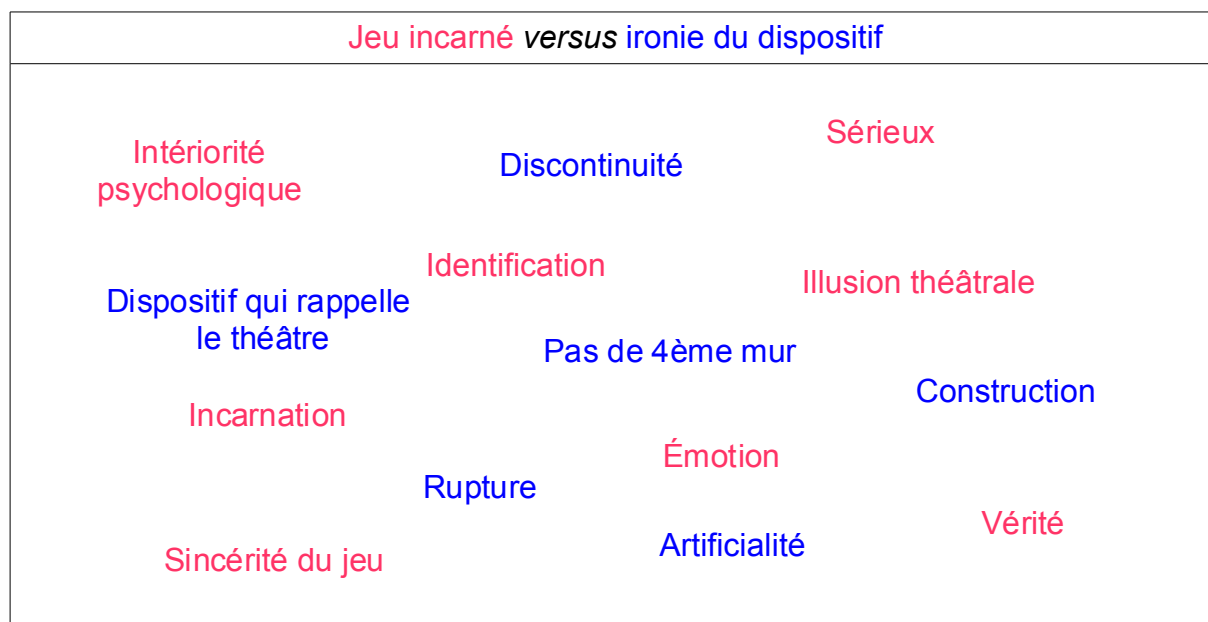 Jeu incarné versus ironie du dispositif
Sérieux
Intériorité
psychologique
Discontinuité
Identification
Illusion théâtrale
Dispositif qui rappelle
le théâtre
Pas de 4ème mur
Construction
Incarnation
Émotion
Rupture
Vérité
Artificialité
Sincérité du jeu